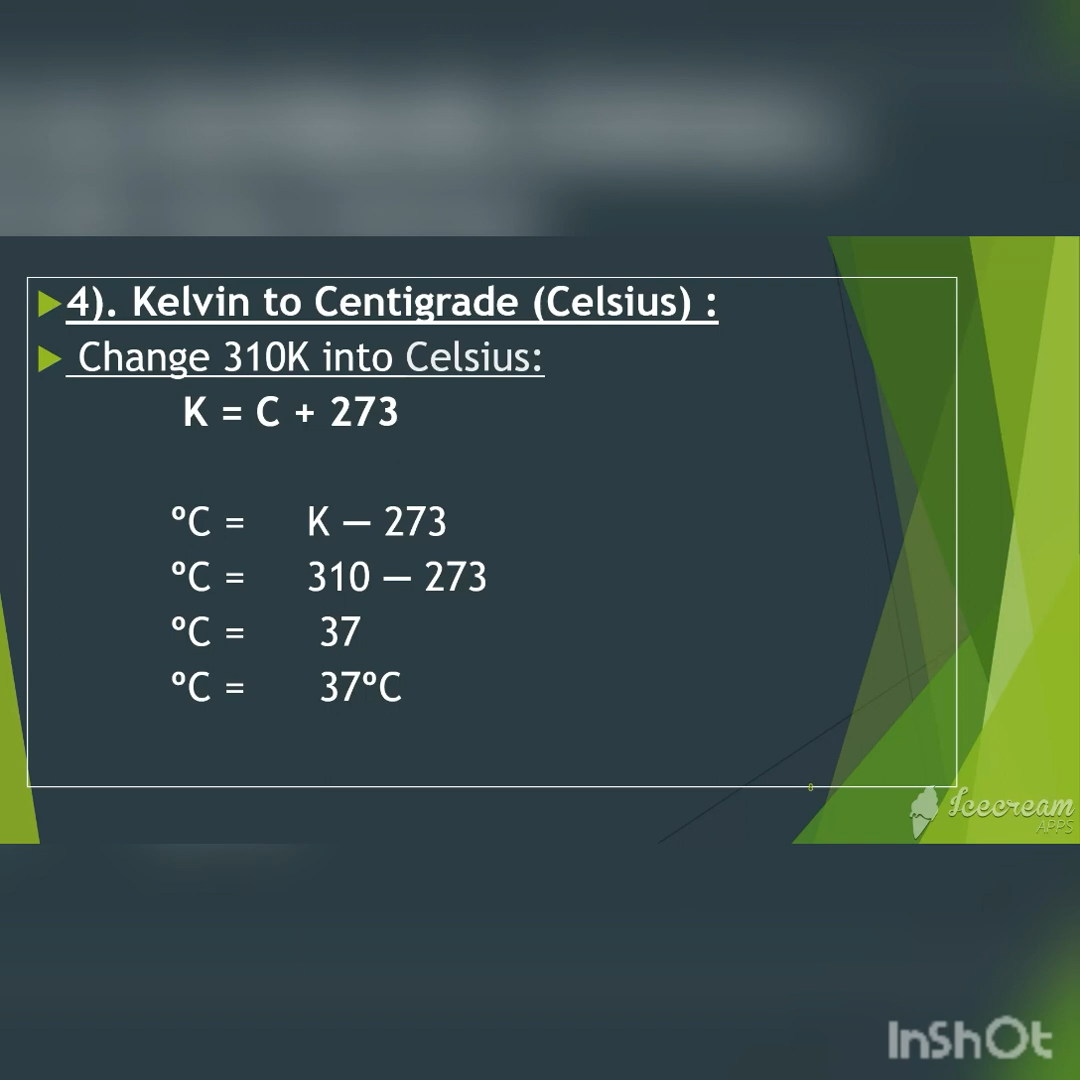 4). Kelvin to Centigrade (Celsius) :
Change 310K into Celsius:
K = C + 273
ºC = K — 273
ºC = 310 — 273
ºC = 37
ºC = 37ºC
Icecream
APPS
InShOt